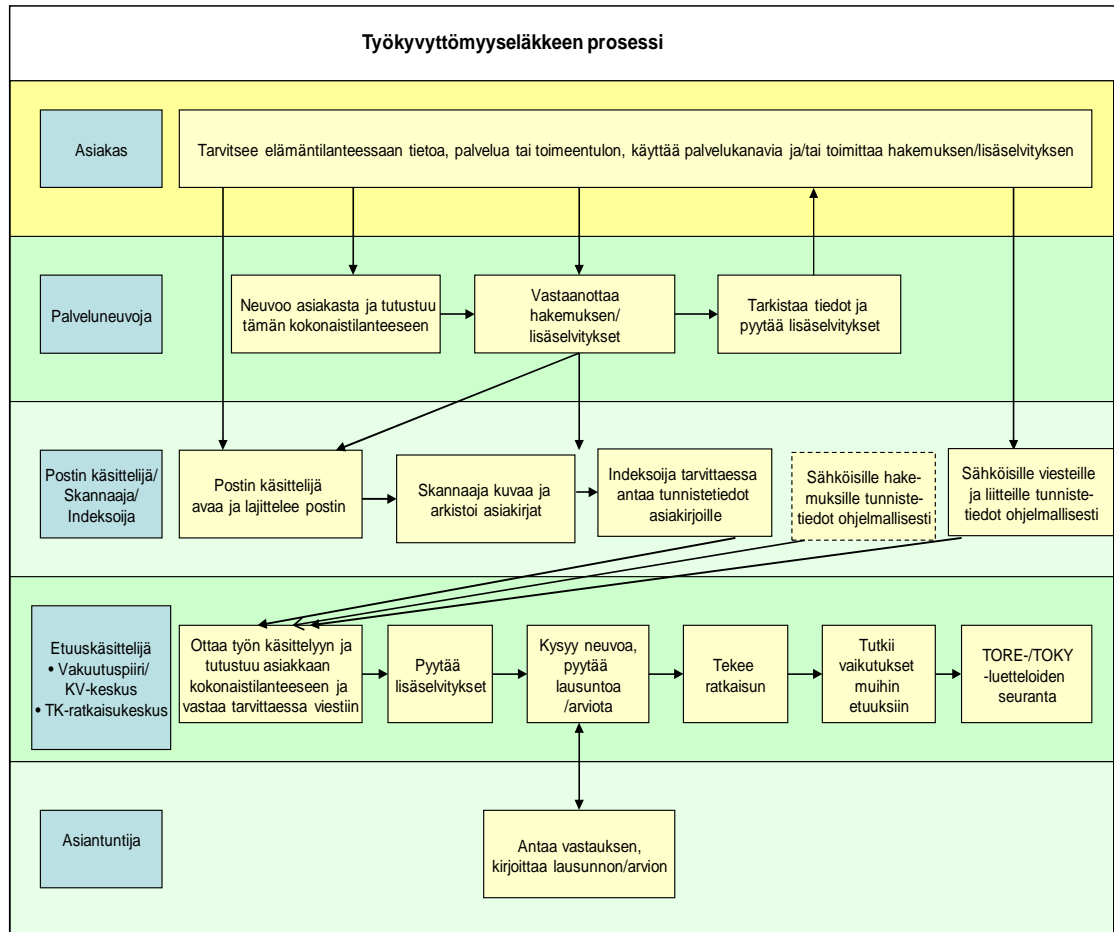 Työkyvyttömyyseläkkeen prosessi
Asiakas
Tarvitsee elämäntilanteessaan tietoa, palvelua tai toimeentulon, käyttää palvelukanavia ja/tai toimittaa hakemuksen/lisäselvityksen
Palveluneuvoja
Neuvoo asiakasta ja tutustuu
tämän kokonaistilanteeseen
Vastaanottaa
hakemuksen/
lisäselvitykset
Tarkistaa tiedot ja
pyytää lisäselvitykset
Postin käsittelijä/
Skannaaja/
Indeksoija
Postin käsittelijä
avaa ja lajittelee postin
Skannaaja kuvaa ja
arkistoi asiakirjat
Indeksoija tarvittaessa
antaa tunnistetiedot
asiakirjoille
Sähköisille hake-
muksille tunniste-
tiedot ohjelmallisesti
Sähköisille viesteille
ja liitteille tunniste-
tiedot ohjelmallisesti
Etuuskäsittelijä
• Vakuutuspiiri/
KV-keskus
• TK-ratkaisukeskus
Ottaa työn käsittelyyn ja
tutustuu asiakkaan
kokonaistilanteeseen ja
vastaa tarvittaessa viestiin
Pyytää
lisäselvitykset
Kysyy neuvoa,
pyytää
lausuntoa
/arviota
Tekee
ratkaisun
Tutkii
vaikutukset
muihin
etuuksiin
TORE-/TOKY
-luetteloiden
seuranta
Asiantuntija
Antaa vastauksen,
kirjoittaa lausunnon/arvion